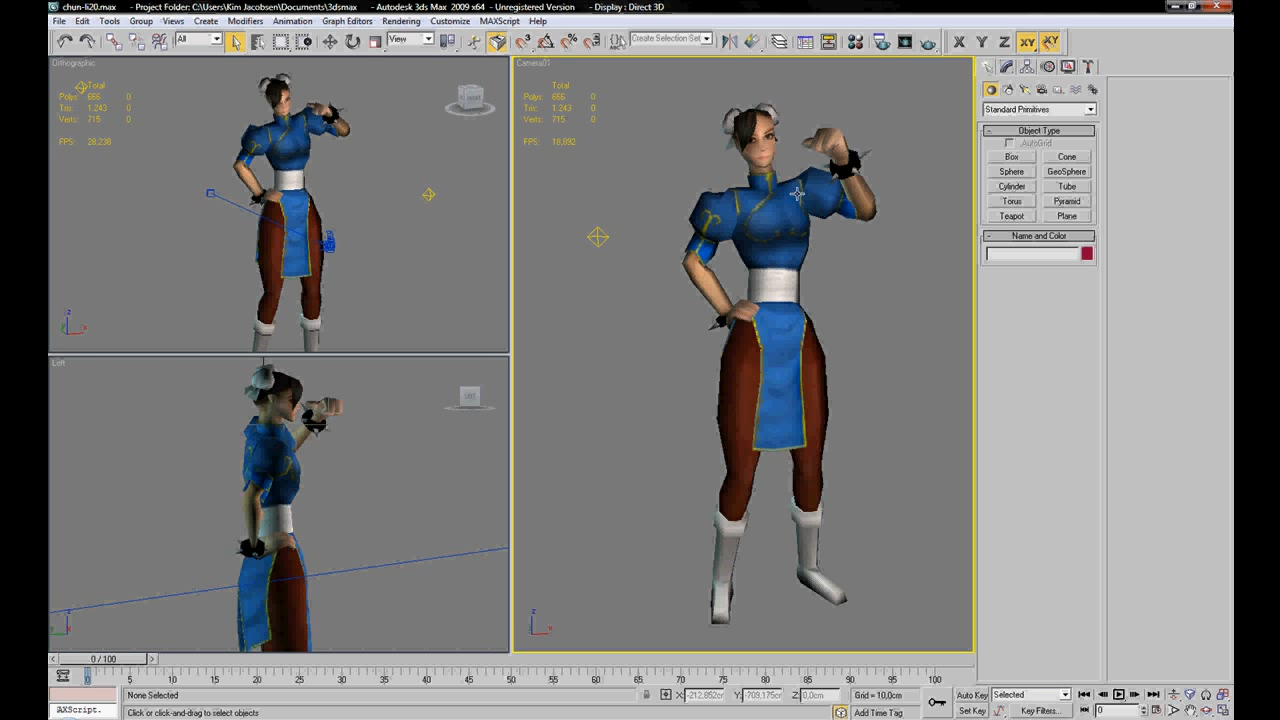 chun-li20.max - Project Folder: C:\Users\Kim Jacobsen\Documents\3dsmax - Autodesk 3ds Max 2009 x64 - Unregistered Version - Display : Direct 3D
File Edit Tools Group Views Create Modifiers Animation Graph Editors Rendering Customize MAXScript Help
All View Create Selection Set X Y Z XY XY
Orthographic
Total
Polys: 666 0
Tris: 1.243 0
Verts: 715 0
FPS: 28,238
Camera01
Total
Polys: 666 0
Tris: 1.243 0
Verts: 715 0
FPS: 18,892
Left
LEFT
Standard Primitives
Object Type
AutoGrid
Box Cone
Sphere GeoSphere
Cylinder Tube
Torus Pyramid
Teapot Plane
Name and Color
0 / 100
0 5 10 15 20 25 30 35 40 45 50 55 60 65 70 75 80 85 90 95 100
None Selected X: -212,852cm Y: -709,175cm Z: 0,0cm Grid = 10,0cm Auto Key Selected
AXScript. Click or click-and-drag to select objects Add Time Tag Set Key Key Filters... 0